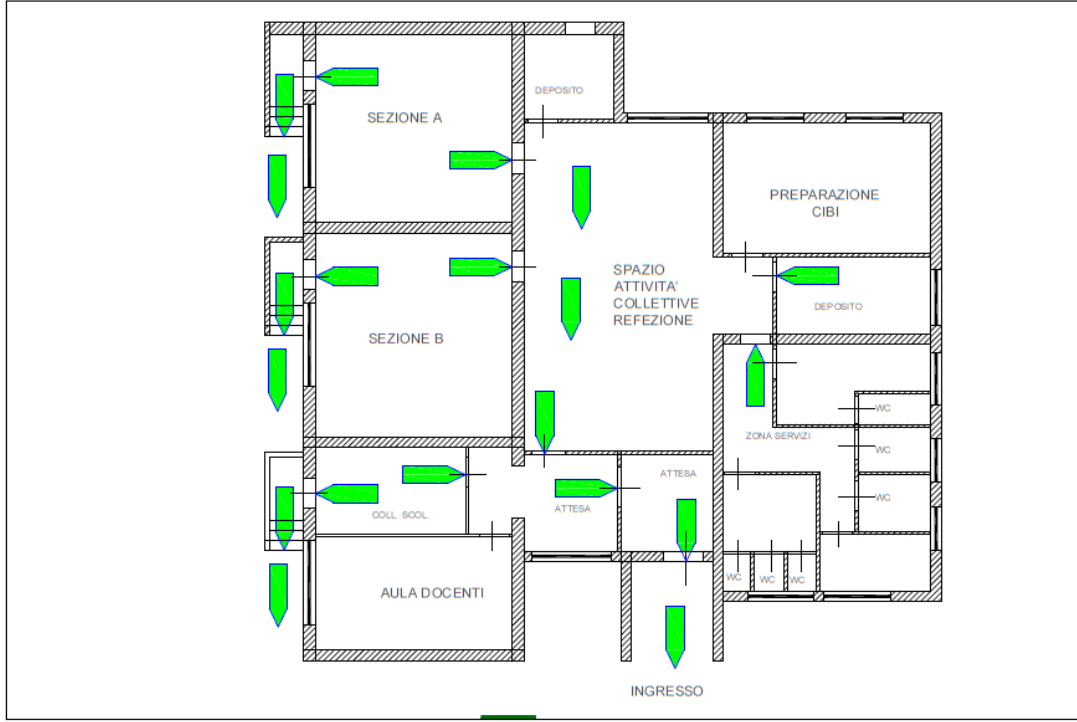 DEPOSITO
SEZIONE A
PREPARAZIONE
CIBI
SPAZIO
ATTIVITA'
COLLETTIVE
REFEZIONE
DEPOSITO
SEZIONE B
WC
ZONA SERVIZI
WC
ATTESA
WC
COLL. SCOL.
ATTESA
WC
WC
WC
AULA DOCENTI
INGRESSO